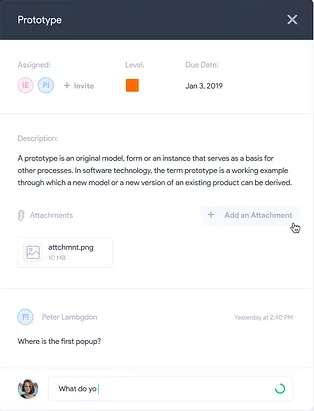 Prototype
Assigned: Level: Due Date:
IE PI + Invite Jan 3, 2019
Description:
A prototype is an original model, form or an instance that serves as a basis for
other processes. In software technology, the term prototype is a working example
through which a new model or a new version of an existing product can be derived.
Attachments + Add an Attachment
attchmnt.png
10 MB
PI Peter Lambgdon Yesterday at 2:40 PM
Where is the first popup?
What do yo